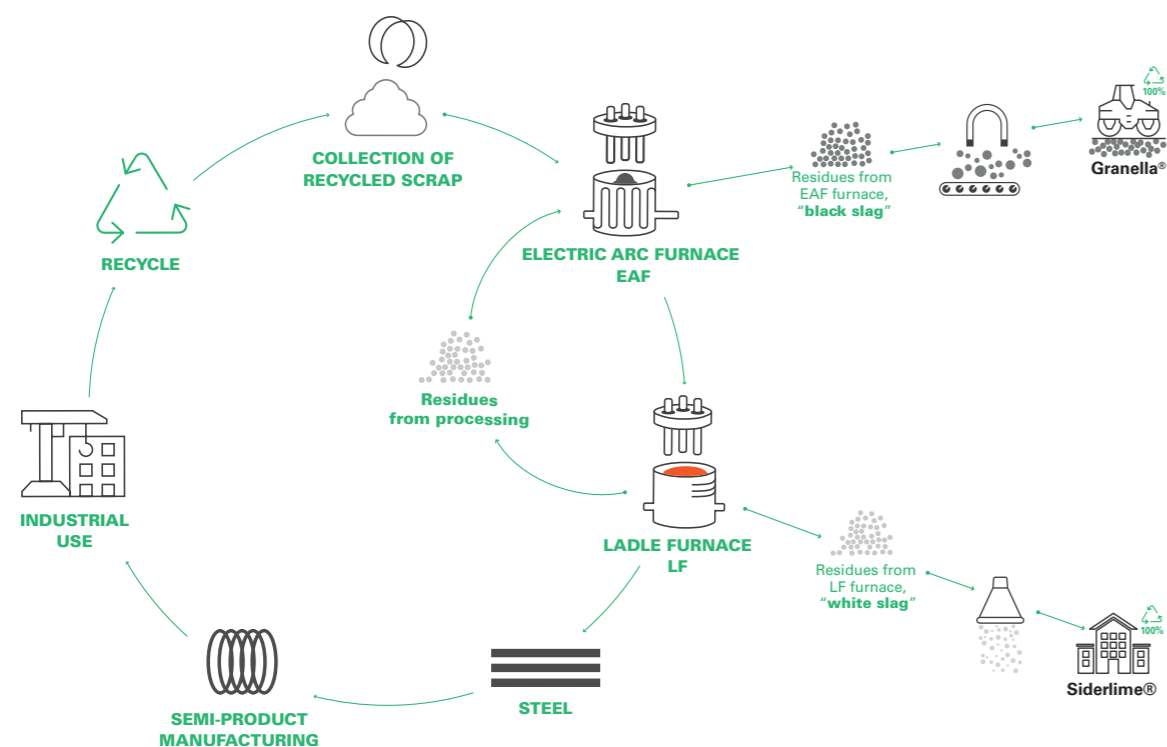 COLLECTION OF
RECYCLED SCRAP
RECYCLE
ELECTRIC ARC FURNACE
EAF
Residues from
EAF furnace,
“black slag”
100%
Granella®
Residues
from processing
INDUSTRIAL
USE
LADLE FURNACE
LF
Residues from
LF furnace,
“white slag”
100%
Siderlime®
STEEL
SEMI-PRODUCT
MANUFACTURING